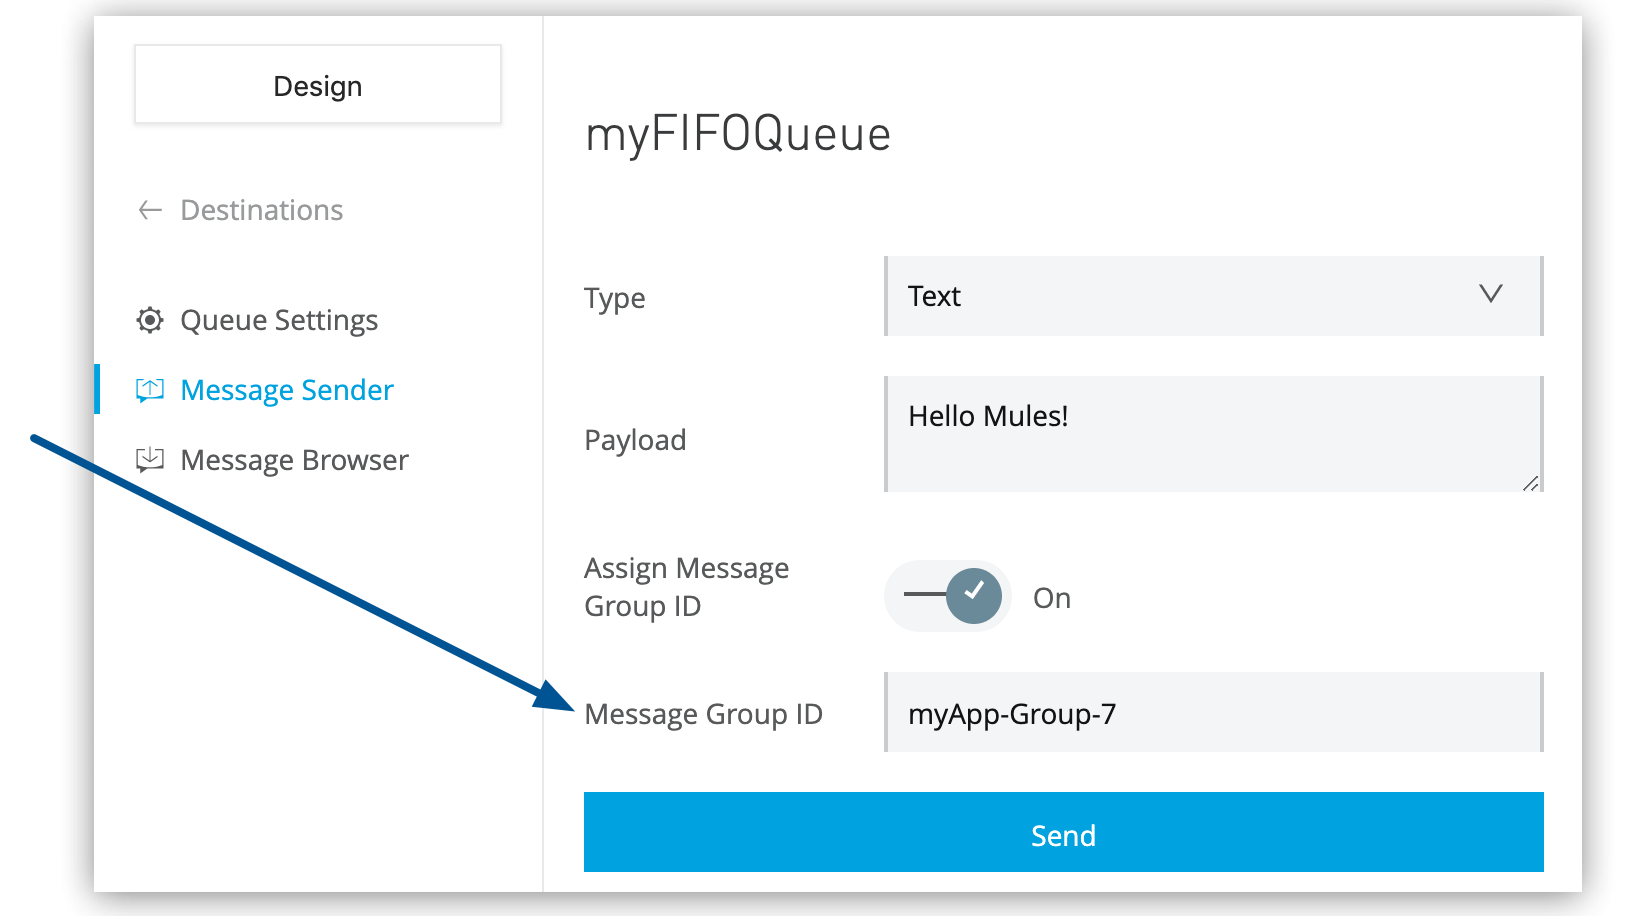 Design
Destinations
Queue Settings
Message Sender
Message Browser
myFIFOQueue
Type
Text
Payload
Hello Mules!
Assign Message
Group ID
On
Message Group ID
myApp-Group-7
Send